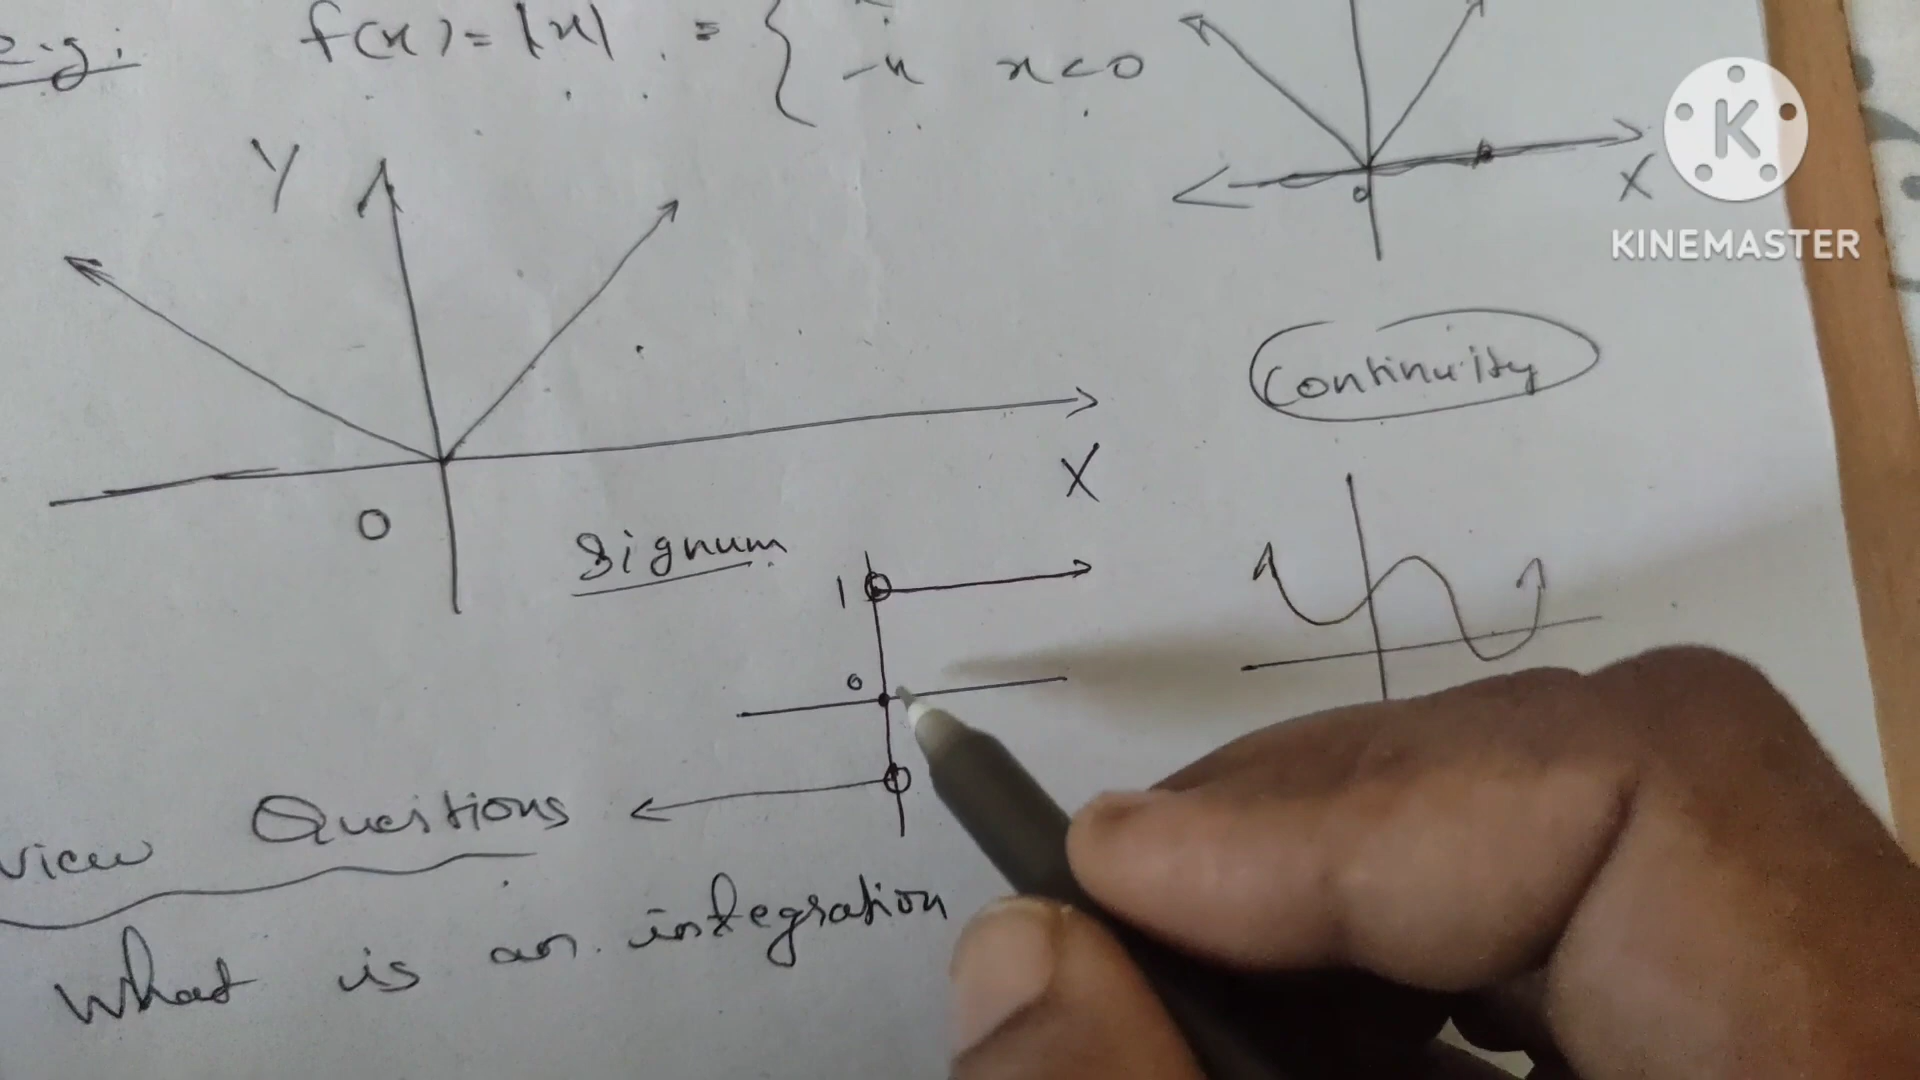 e.g: f(x) = |x| . = {
-x x<0
Y
X
K
KINEMASTER
0
Continuity
X
0
Signum
1
0
view Questions
What is an integration